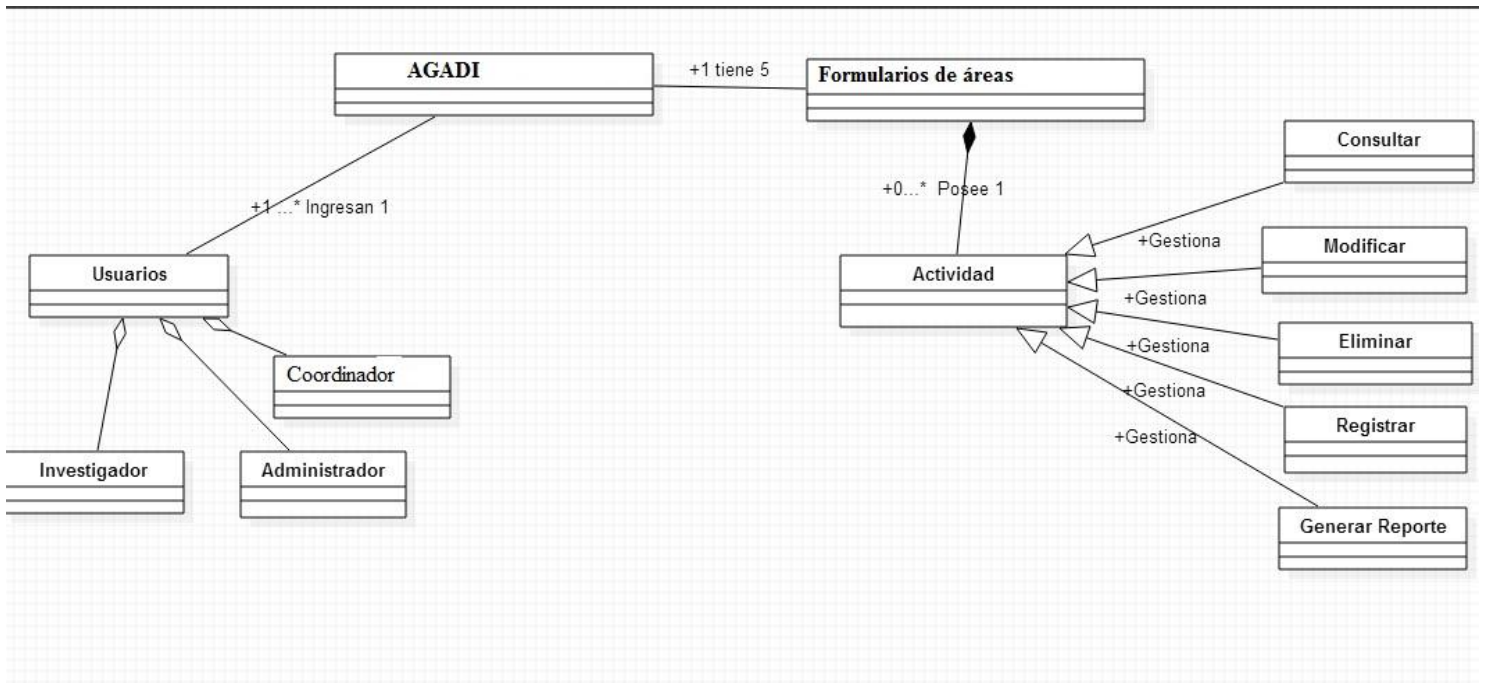 AGADI
+1 tiene 5
Formularios de áreas
Consultar
+0...* Posee 1
+1 ...* Ingresan 1
+Gestiona
Modificar
Usuarios
Actividad
+Gestiona
Eliminar
+Gestiona
Coordinador
+Gestiona
Registrar
+Gestiona
Investigador
Administrador
Generar Reporte